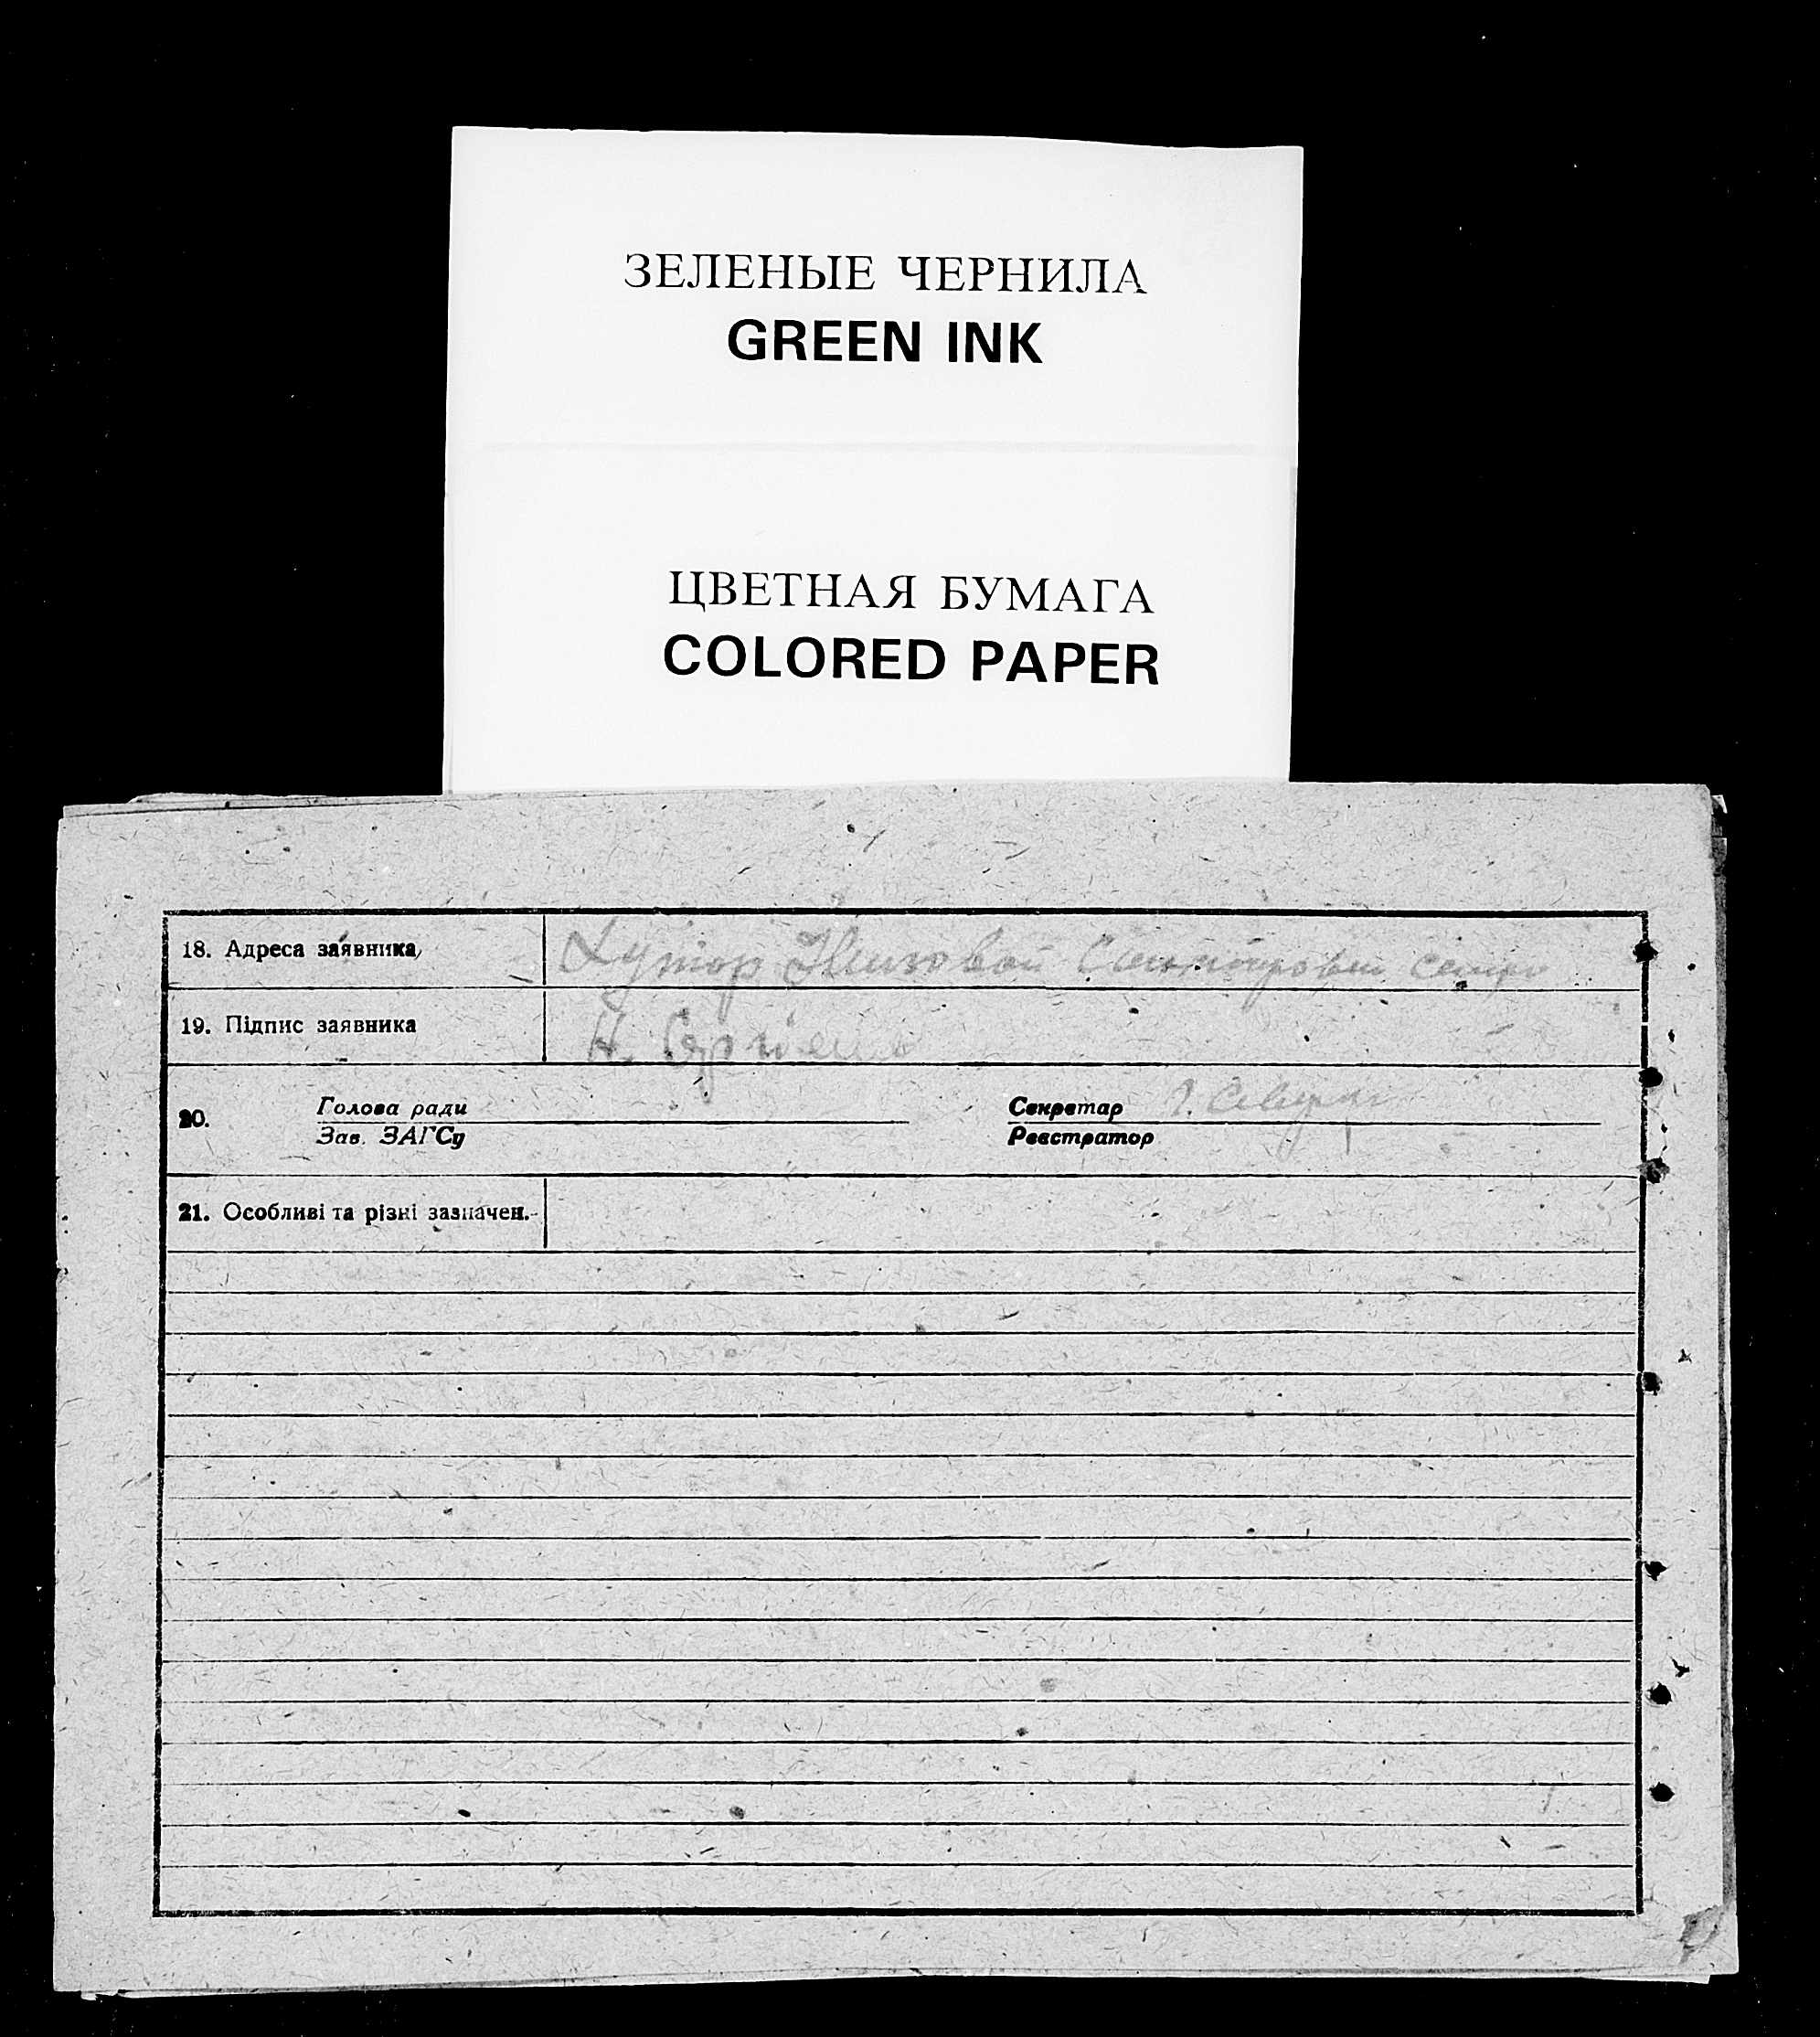 ЗЕЛЕНЫЕ ЧЕРНИЛА
GREEN INK
ЦВЕТНАЯ БУМАГА
COLORED PAPER
18. Адреса заявника Хутор
19. Підпис заявника Н.
20. Голова ради Секретар
Зав. ЗАГСу Реєстратор
21. Особливі та різні зазначен.